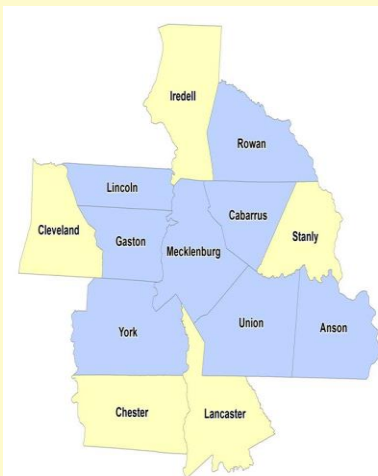 Iredell
Rowan
Lincoln
Cabarrus
Cleveland
Stanly
Gaston
Mecklenburg
Union
Anson
York
Chester
Lancaster